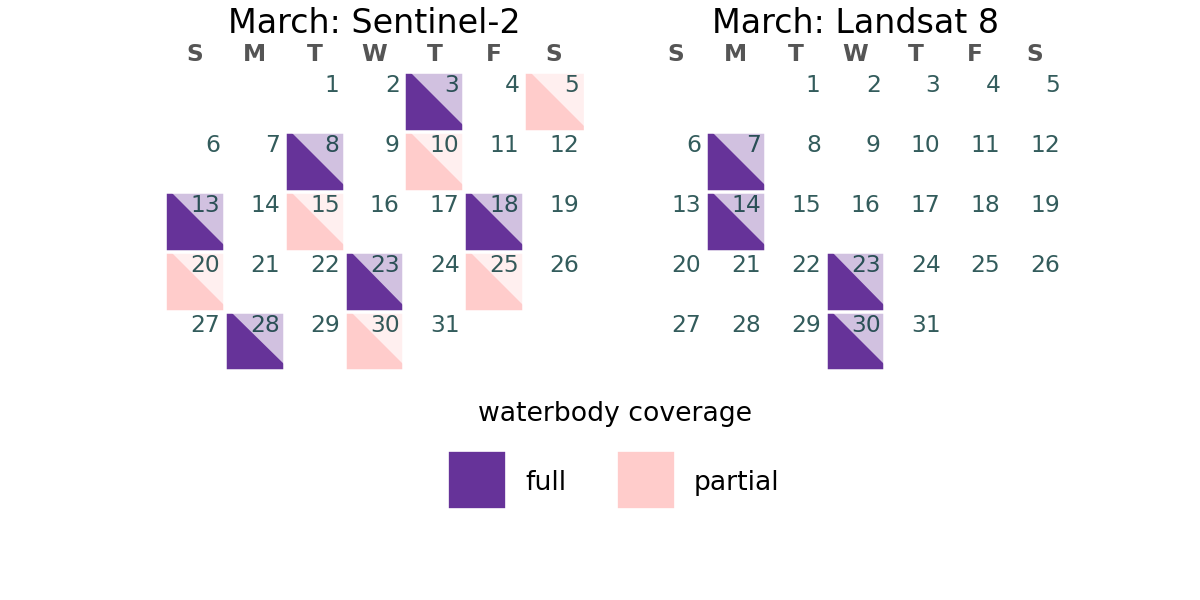 March: Sentinel-2
S M T W T F S
1 2 3 4 5
6 7 8 9 10 11 12
13 14 15 16 17 18 19
20 21 22 23 24 25 26
27 28 29 30 31
March: Landsat 8
S M T W T F S
1 2 3 4 5
6 7 8 9 10 11 12
13 14 15 16 17 18 19
20 21 22 23 24 25 26
27 28 29 30 31
waterbody coverage
full
partial